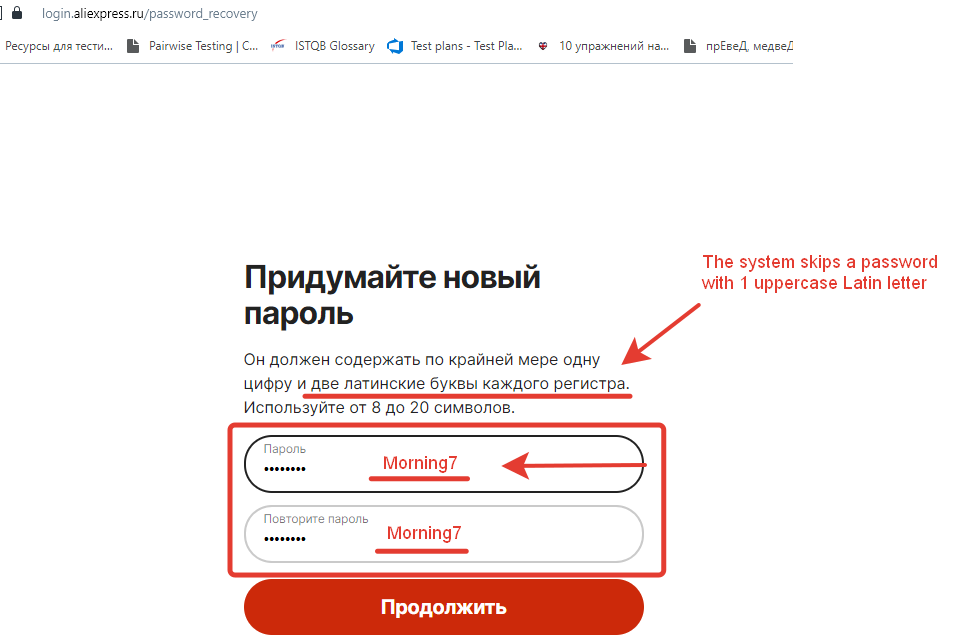 login.aliexpress.ru/password_recovery
Ресурсы для тести... Pairwise Testing | C... ISTQB Glossary Test plans - Test Pla... 10 упражнений на... прЕвеД, медвеД
The system skips a password
with 1 uppercase Latin letter
Придумайте новый
пароль
Он должен содержать по крайней мере одну
цифру и две латинские буквы каждого регистра.
Используйте от 8 до 20 символов.
Пароль
•••••••• Morning7
Повторите пароль
•••••••• Morning7
Продолжить